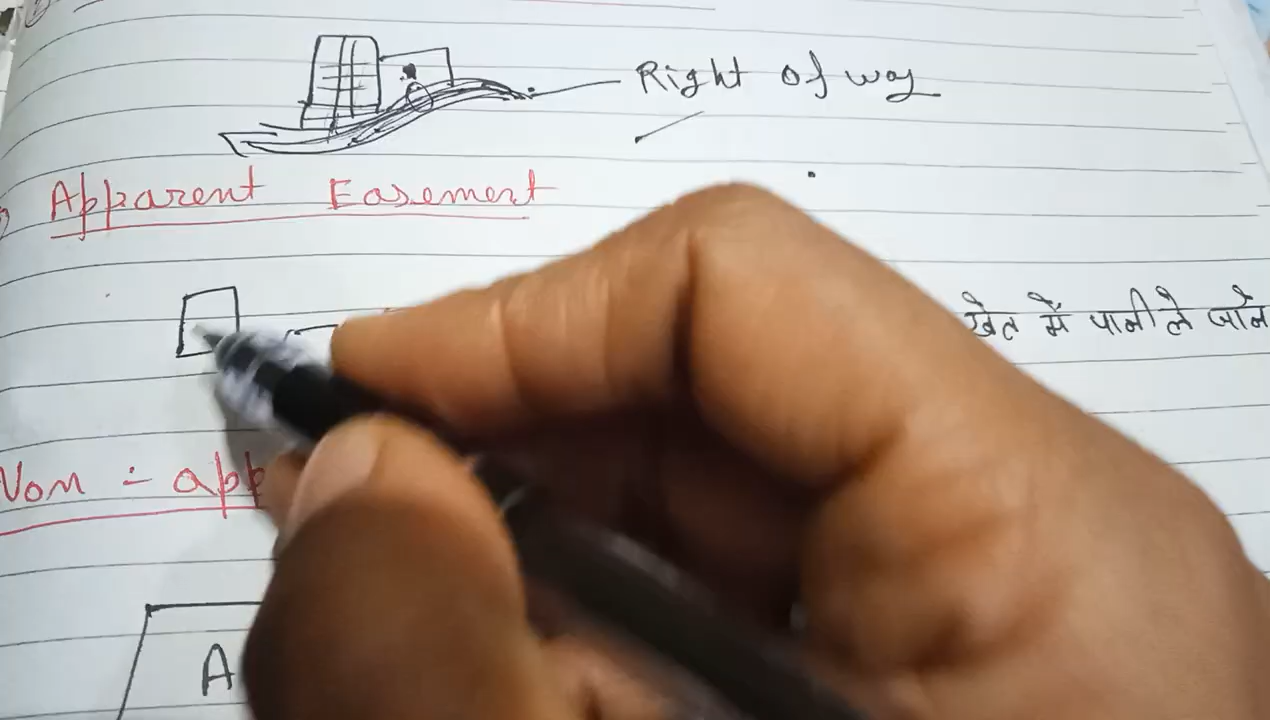 Right of way
Apparent Easement
खेत में पानी ले जाने
Non - app
A